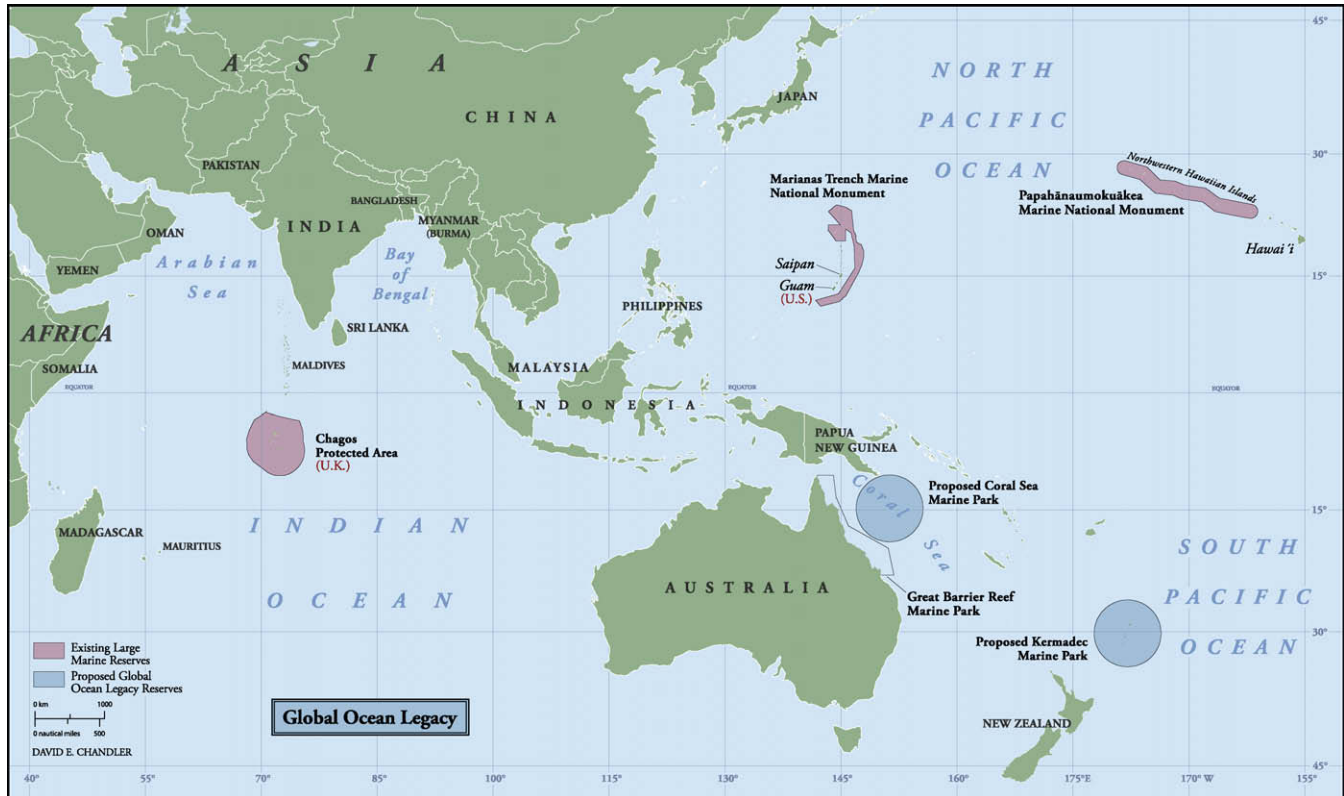 45°
A S I A
NORTH
PACIFIC
OCEAN
CHINA
JAPAN
30°
PAKISTAN
Northwestern Hawaiian Islands
Marianas Trench Marine
National Monument
Papahānaumokuākea
Marine National Monument
BANGLADESH
INDIA
MYANMAR
(BURMA)
OMAN
Hawai‘i
Arabian
Sea
Bay
of
Bengal
YEMEN
Saipan
15°
Guam
(U.S.)
PHILIPPINES
AFRICA
SRI LANKA
SOMALIA
MALDIVES
MALAYSIA
EQUATOR
EQUATOR
EQUATOR
INDONESIA
Chagos
Protected Area
(U.K.)
PAPUA
NEW GUINEA
Coral
Sea
Proposed Coral Sea
Marine Park
15°
INDIAN
OCEAN
MADAGASCAR
MAURITIUS
SOUTH
PACIFIC
OCEAN
AUSTRALIA
Great Barrier Reef
Marine Park
30°
Proposed Kermadec
Marine Park
Existing Large
Marine Reserves
Proposed Global
Ocean Legacy Reserves
0 km 1000
0 nautical miles 500
DAVID E. CHANDLER
Global Ocean Legacy
NEW ZEALAND
45°
40° 55° 70° 85° 100° 115° 130° 145° 160° 175°E 170°W 155°